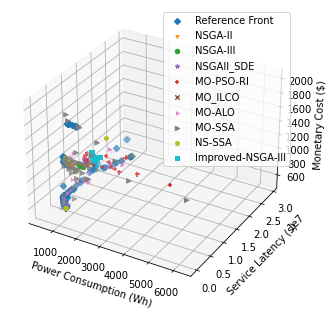 Reference Front
NSGA-II
NSGA-III
NSGAII_SDE
MO-PSO-RI
MO_ILCO
MO-ALO
MO-SSA
NS-SSA
Improved-NSGA-III
2000
1800
1600
1400
1200
1000
800
600
Monetary Cost ($)
3.0
2.5
2.0
1.5
1.0
0.5
0.0
Service Latency (s)
1e7
1000
2000
3000
4000
5000
6000
Power Consumption (Wh)